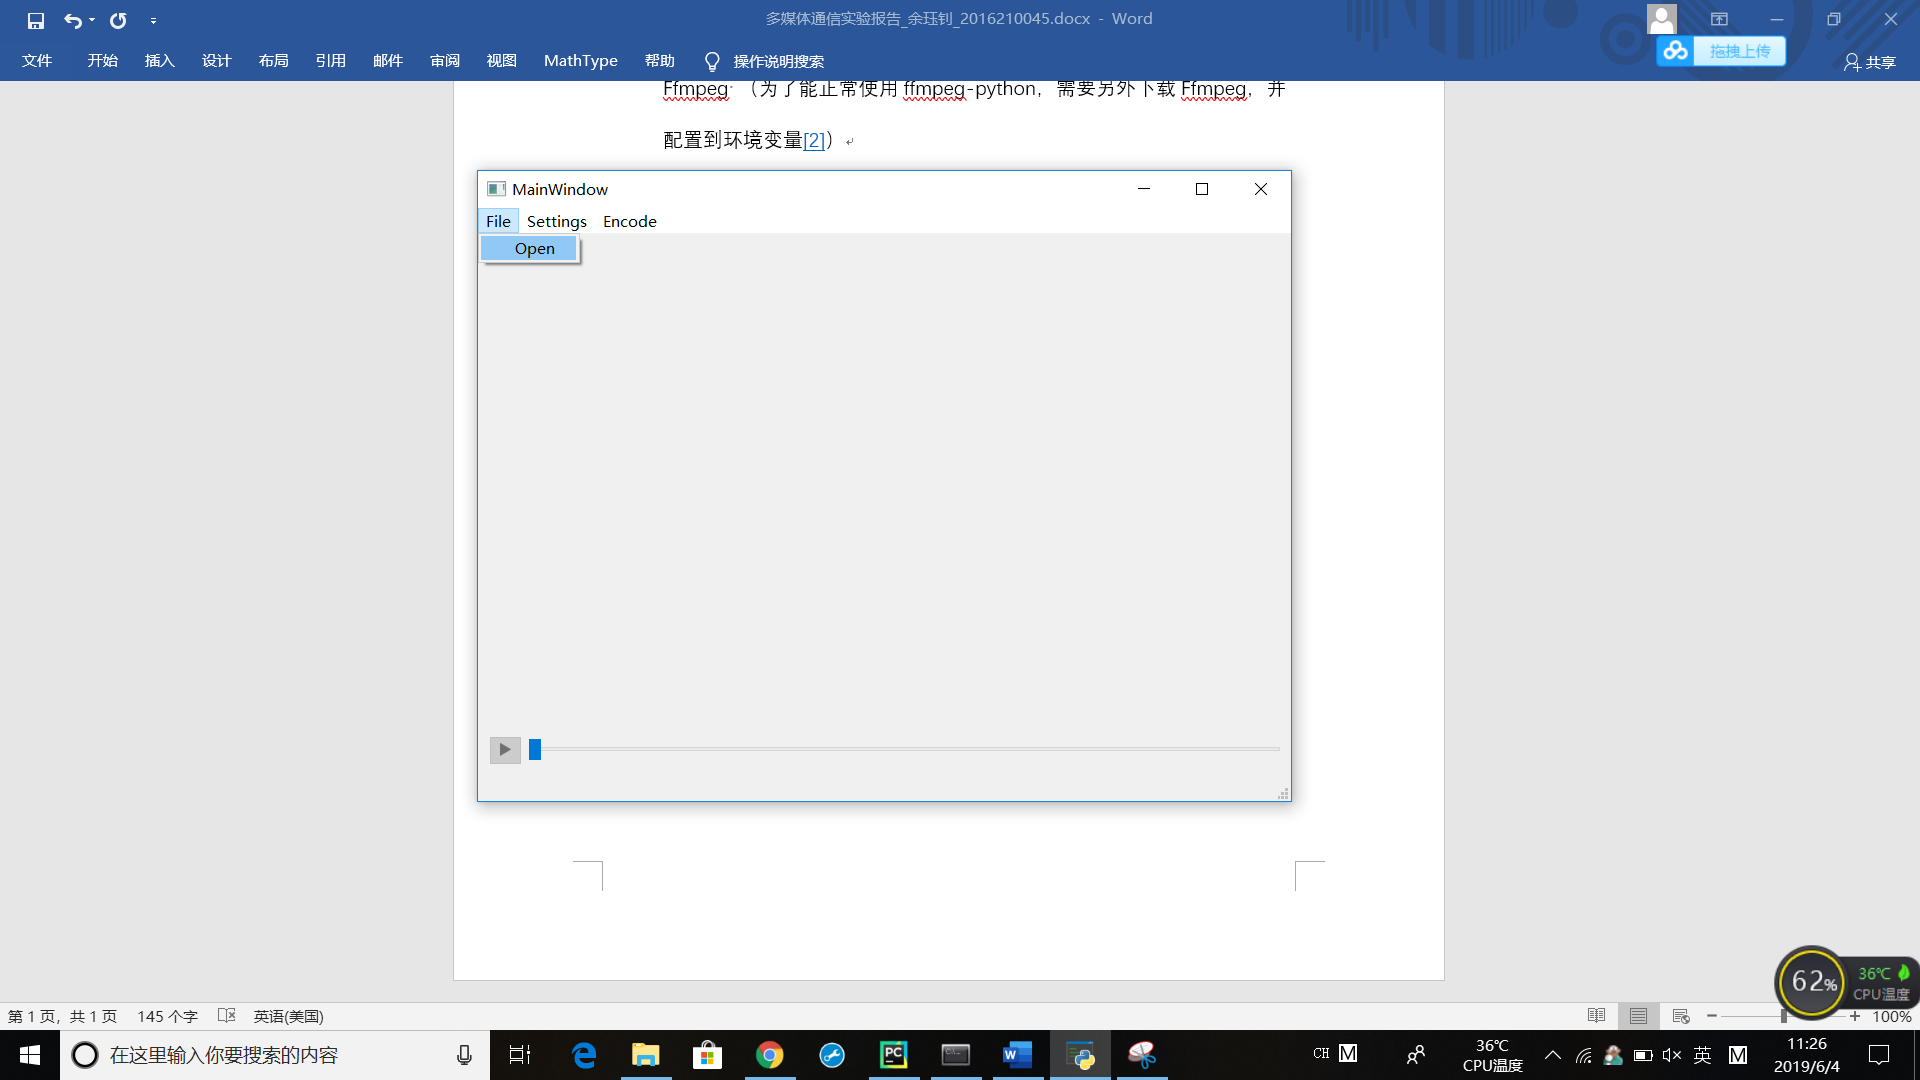 多媒体通信实验报告_余珏钊_2016210045.docx - Word
拖拽上传
文件 开始 插入 设计 布局 引用 邮件 审阅 视图 MathType 帮助 操作说明搜索 共享
Ffmpeg （为了能正常使用 ffmpeg-python，需要另外下载 Ffmpeg，并
配置到环境变量[2]）
MainWindow
File Settings Encode
Open
62% 36℃
CPU温度
第 1 页，共 1 页 145 个字 英语(美国) 100%
在这里输入你要搜索的内容
CH M
36℃
CPU温度
英 M
11:26
2019/6/4